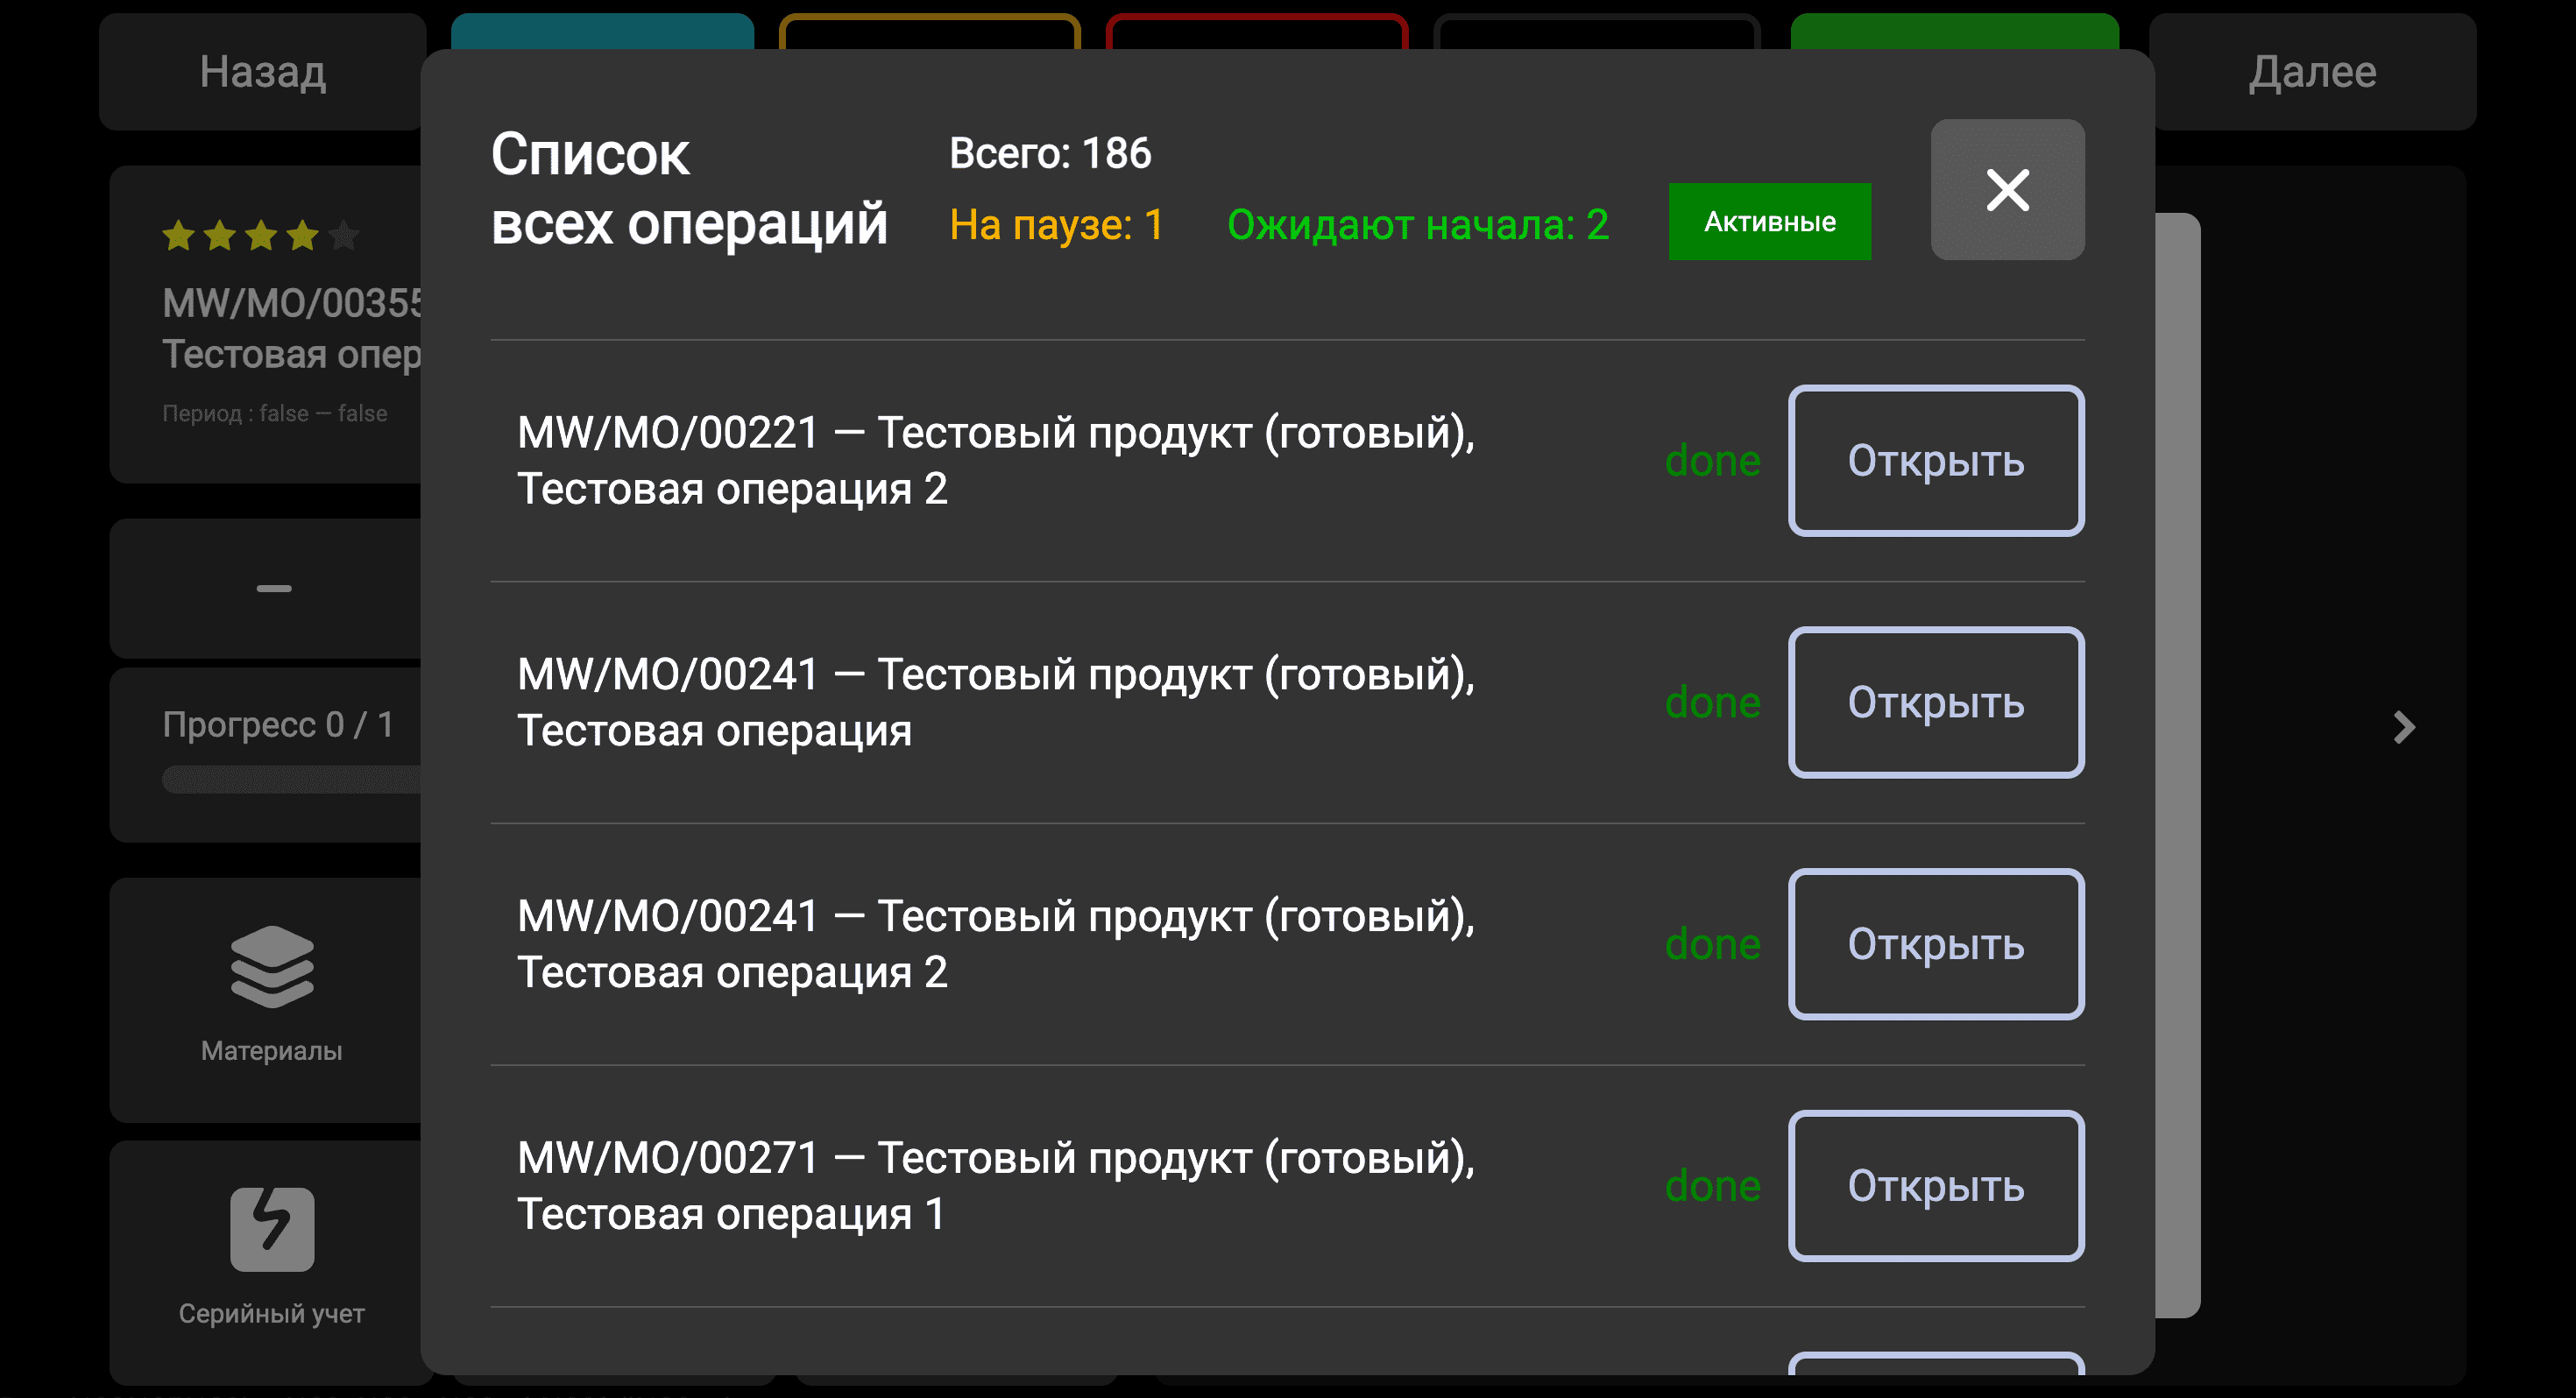 Назад
Далее
Список
всех операций
Всего: 186
На паузе: 1
Ожидают начала: 2
Активные
MW/MO/00355
Тестовая опер
Период : false — false
Прогресс 0 / 1
Материалы
Серийный учет
MW/MO/00221 — Тестовый продукт (готовый),
Тестовая операция 2
done
Открыть
MW/MO/00241 — Тестовый продукт (готовый),
Тестовая операция
done
Открыть
MW/MO/00241 — Тестовый продукт (готовый),
Тестовая операция 2
done
Открыть
MW/MO/00271 — Тестовый продукт (готовый),
Тестовая операция 1
done
Открыть